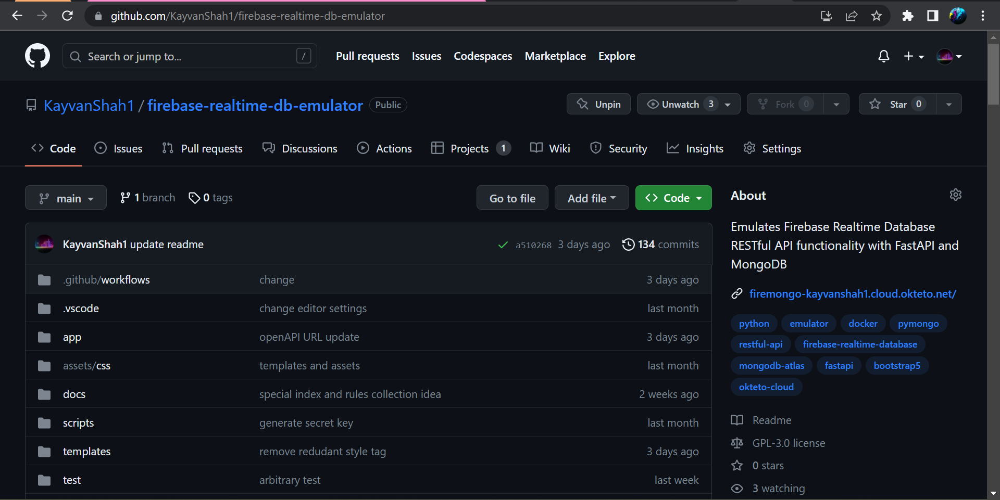 github.com/KayvanShah1/firebase-realtime-db-emulator
Search or jump to... /
Pull requests Issues Codespaces Marketplace Explore
KayvanShah1 / firebase-realtime-db-emulator Public
Unpin Unwatch 3 Fork 0 Star 0
Code Issues Pull requests Discussions Actions Projects 1 Wiki Security Insights Settings
main 1 branch 0 tags Go to file Add file Code
KayvanShah1 update readme a510268 3 days ago 134 commits
.github/workflows change 3 days ago
.vscode change editor settings last month
app openAPI URL update 3 days ago
assets/css templates and assets last month
docs special index and rules collection idea 2 weeks ago
scripts generate secret key last month
templates remove redudant style tag 3 days ago
test arbitrary test last week
About
Emulates Firebase Realtime Database
RESTful API functionality with FastAPI and
MongoDB
firemongo-kayvanshah1.cloud.okteto.net/
python emulator docker pymongo
restful-api firebase-realtime-database
mongodb-atlas fastapi bootstrap5
okteto-cloud
Readme
GPL-3.0 license
0 stars
3 watching